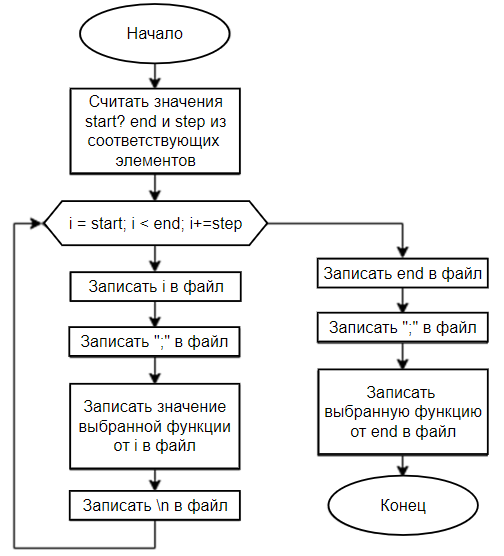 Начало
Считать значения
start? end и step из
соответствующих
элементов
i = start; i < end; i+=step
Записать i в файл
Записать ";" в файл
Записать значение
выбранной функции
от i в файл
Записать \n в файл
Записать end в файл
Записать ";" в файл
Записать
выбранную функцию
от end в файл
Конец